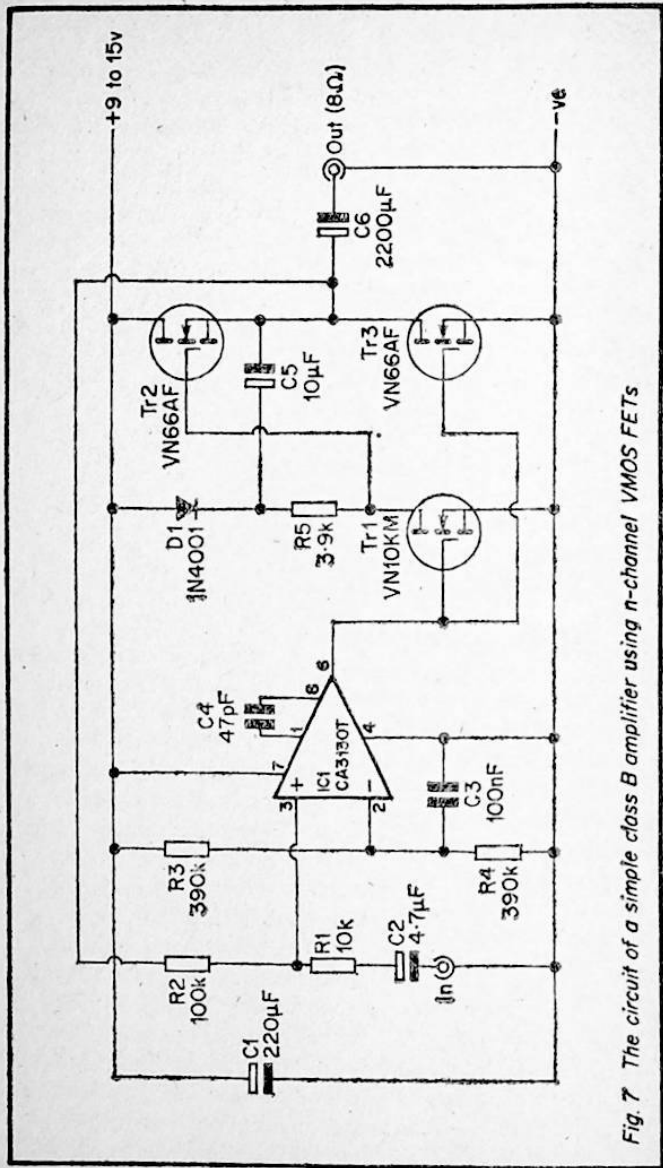 +9 to 15v
R2
100k
R3
390k
C1
220µF
C4
47pF
D1
1N4001
Tr2
VN66AF
7
3
+
1
8
IC1
CA3130T
6
2
−
4
R1
10k
C2
4·7µF
In
R4
390k
C3
100nF
R5
3·9k
C5
10µF
Tr1
VN10KM
Tr3
VN66AF
C6
2200µF
Out (8Ω)
-ve
Fig. 7 The circuit of a simple class B amplifier using n-channel VMOS FETs